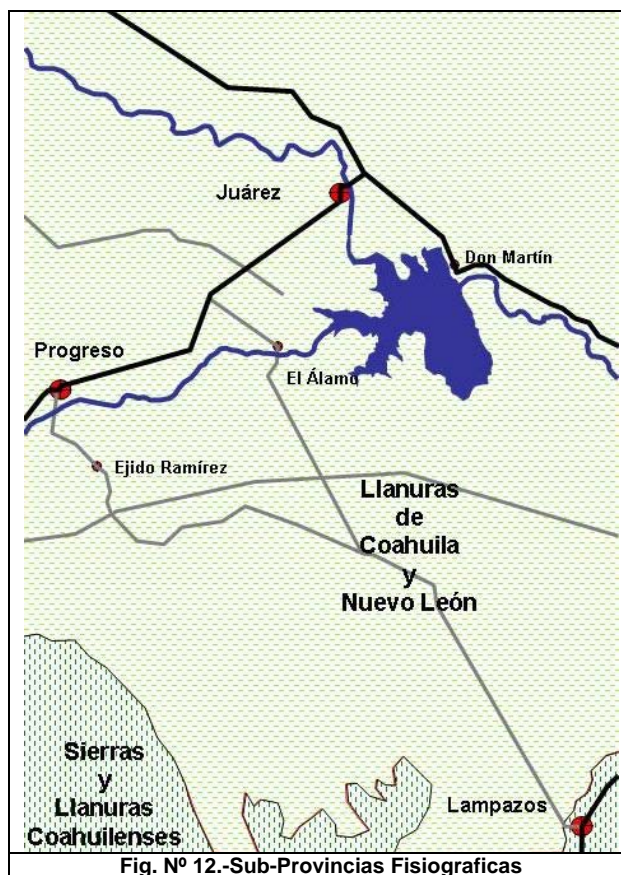 Juárez
Don Martín
Progreso
El Álamo
Ejido Ramírez
Llanuras
de
Coahuila
y
Nuevo León
Sierras
y
Llanuras
Coahuilenses
Lampazos
Fig. Nº 12.-Sub-Provincias Fisiograficas